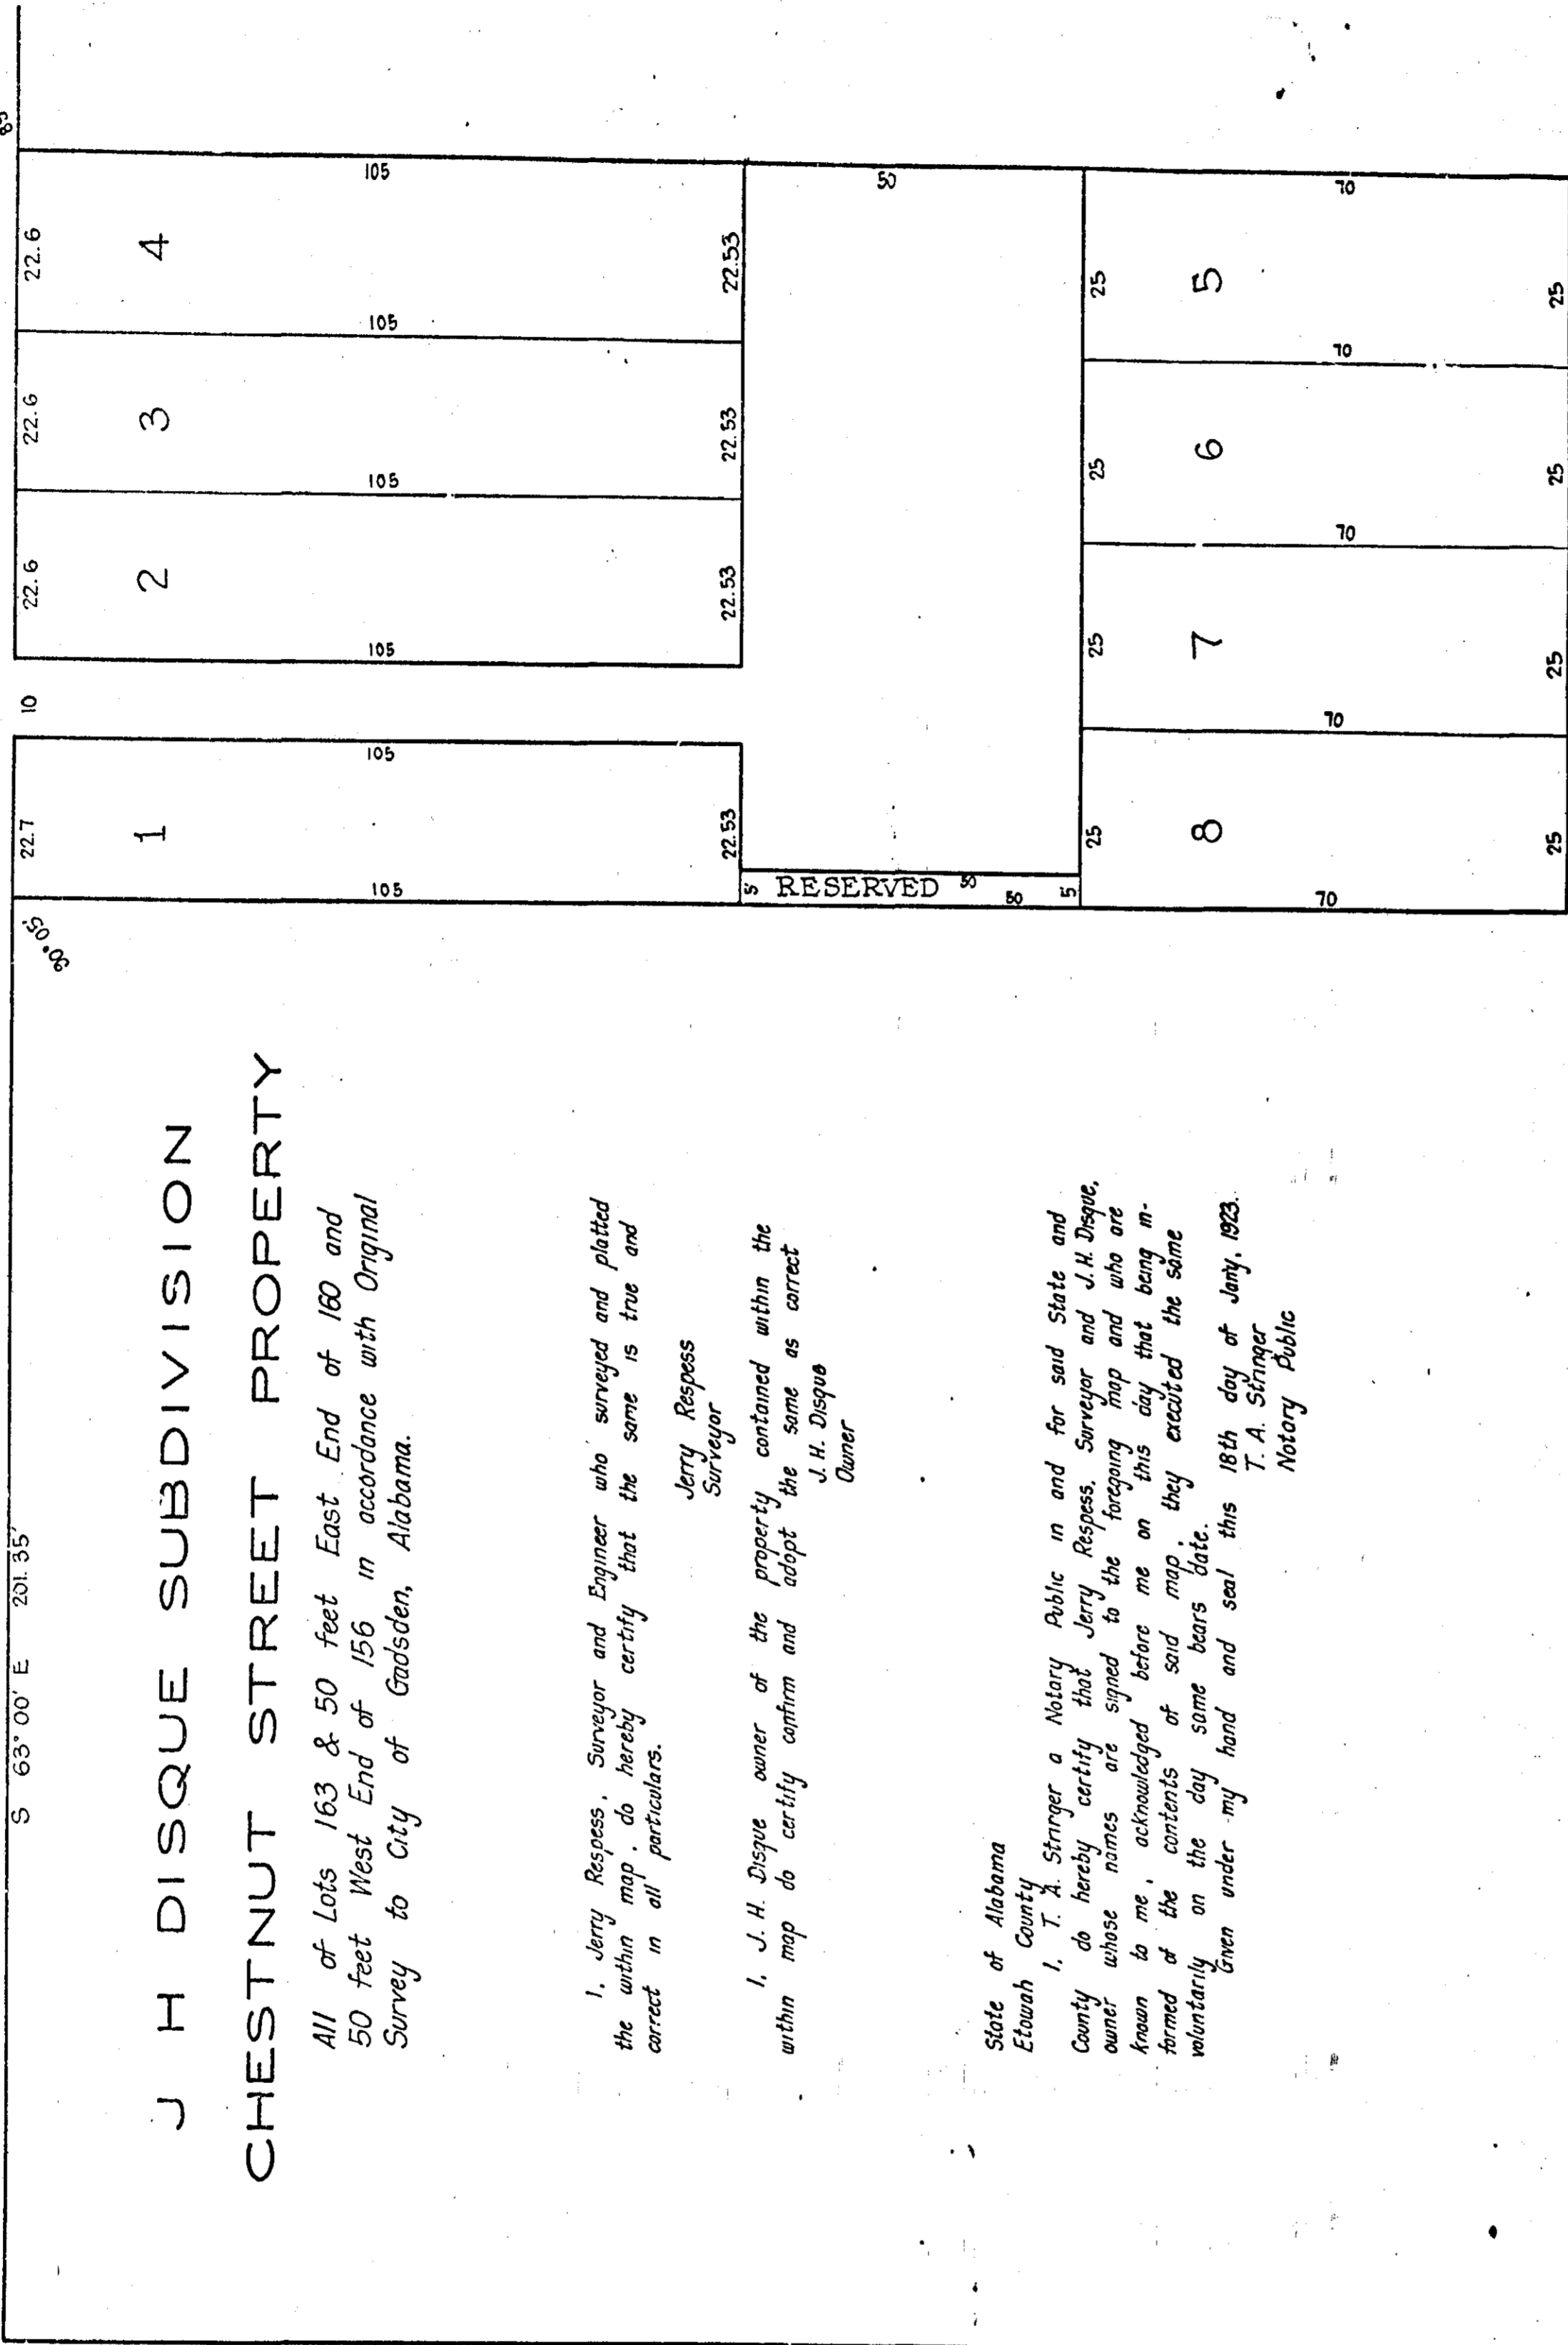 S 63° 00' E 201.35'
90° 05'
J H DISQUE SUBDIVISION
CHESTNUT STREET PROPERTY
All of Lots 163 & 50 feet East End of 160 and
50 feet West End of 156 in accordance with Original
Survey to City of Gadsden, Alabama.
I, Jerry Respess, Surveyor and Engineer who surveyed and platted
the within map, do hereby certify that the same is true and
correct in all particulars.
Jerry Respess
Surveyor
I, J. H. Disque owner of the property contained within the
within map do certify confirm and adopt the same as correct
J. H. Disque
Owner
State of Alabama
Etowah County
I, T. A. Stringer a Notary Public in and for said State and
County do hereby certify that Jerry Respess, Surveyor and J. H. Disque,
owner whose names are signed to the foregoing map and who are
known to me, acknowledged before me on this day that being in-
formed of the contents of said map, they executed the same
voluntarily on the day same bears date.
Given under my hand and seal this 18th day of Jan'y, 1923.
T. A. Stringer
Notary Public
22.7 10 22.6 22.6 22.6
1 2 3 4
105 105 105 105 105 105
22.53 22.53 22.53 22.53
5'
RESERVED
50 50
50
5
25 25 25 25
8 7 6 5
70 70 70 70 70
25 25 25 25